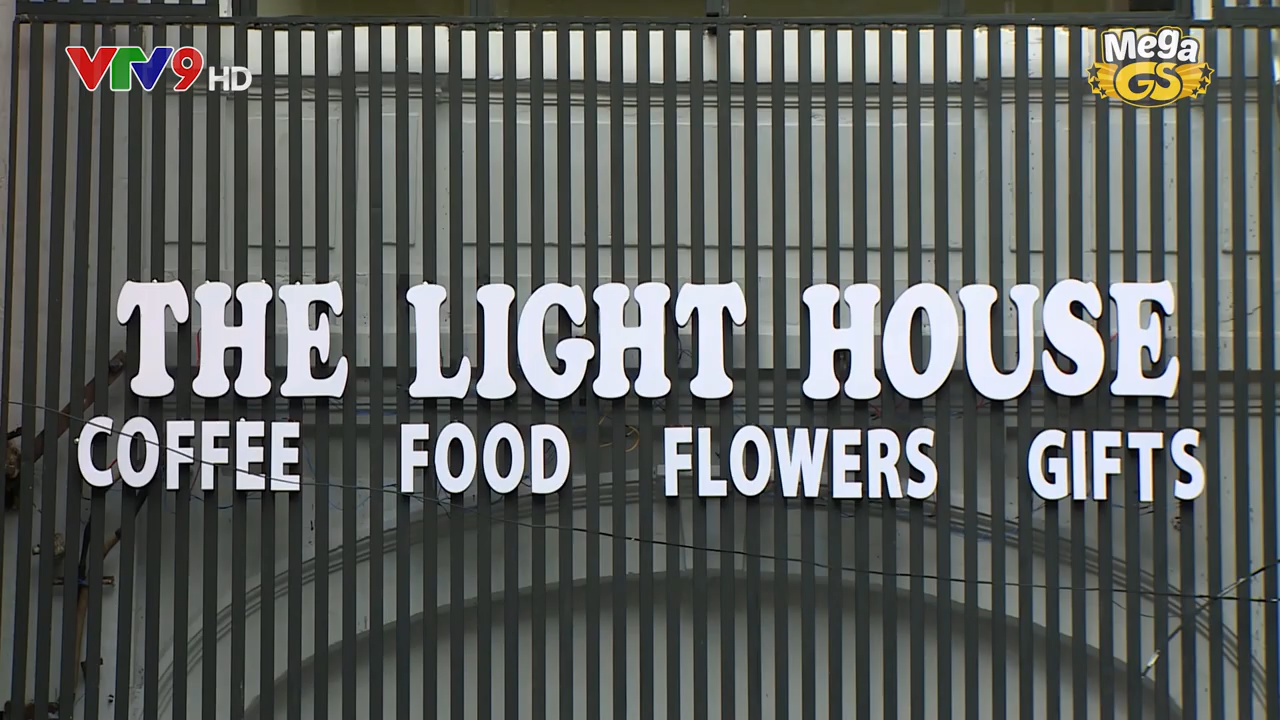 VTV9 HD
Mega
GS
THE LIGHT HOUSE
COFFEE FOOD FLOWERS GIFTS